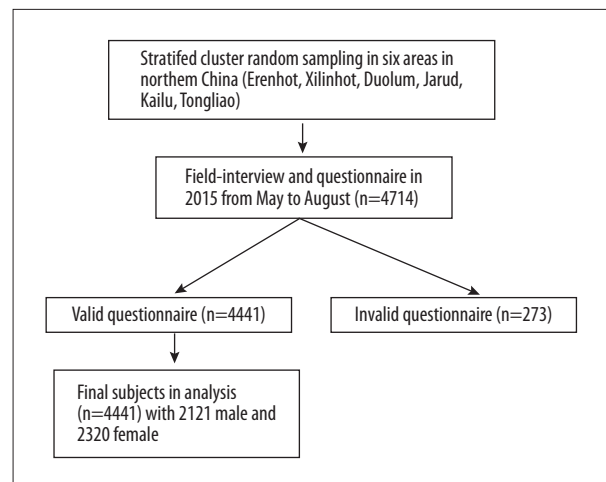 Stratifed cluster random sampling in six areas in
northem China (Erenhot, Xilinhot, Duolum, Jarud,
Kailu, Tongliao)
Field-interview and questionnaire in
2015 from May to August (n=4714)
Valid questionnaire (n=4441)
Invalid questionnaire (n=273)
Final subjects in analysis
(n=4441) with 2121 male and
2320 female